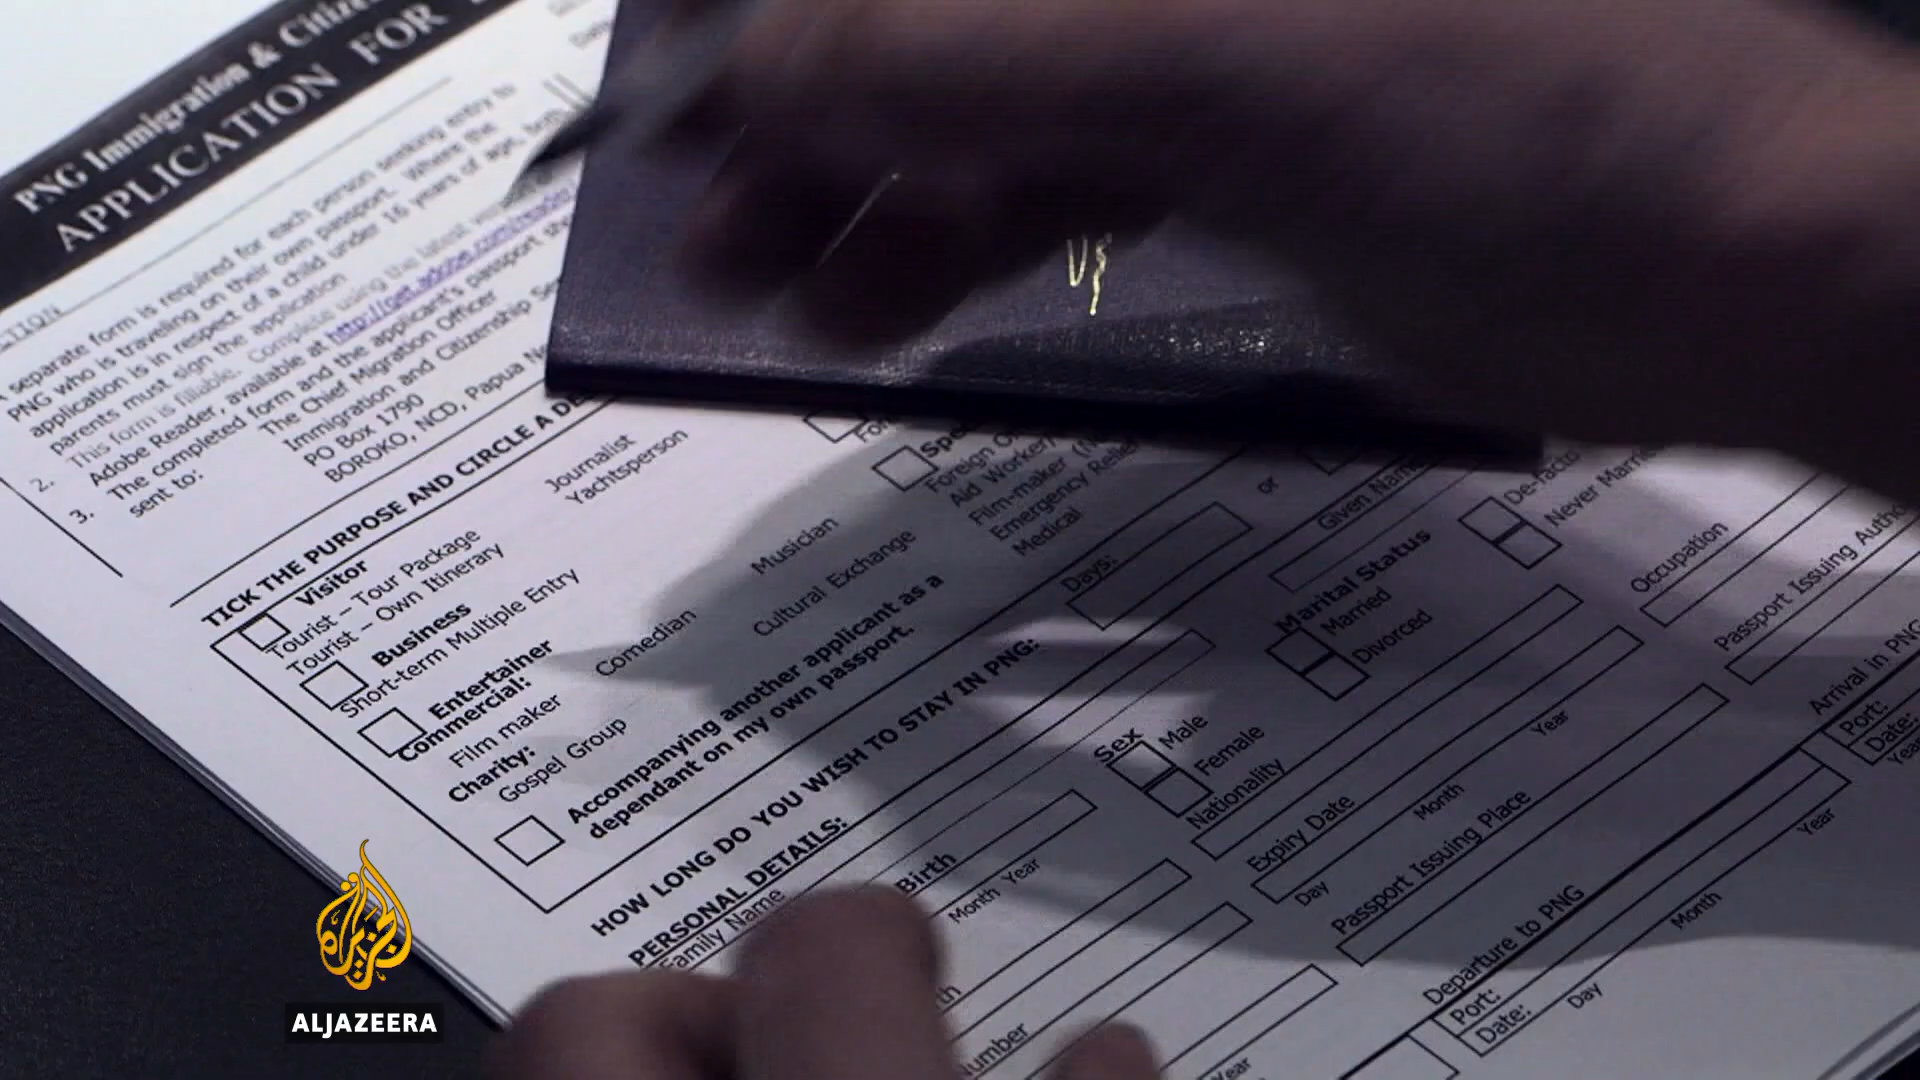 PNG Immigration &
APPLICATION FOR
separate form is required for each person seeking entry to
PNG who is traveling on their own passport. Where the
application is in respect of a child under 16 years of age, both
parents must sign the application
2. This form is fillable. Complete using the latest
Adobe Reader, available at http://get.adobe.com/reader
3. The completed form and the applicant's passport
sent to:
The Chief Migration Officer
Immigration and Citizenship
PO Box 1790
BOROKO, NCD, Papua
TICK THE PURPOSE AND CIRCLE A
Visitor
Tourist – Tour Package
Tourist – Own Itinerary
Journalist
Yachtsperson
Business
Short-term Multiple Entry
Entertainer
Commercial:
Film maker
Comedian
Musician
Charity:
Gospel Group
Cultural Exchange
Foreign
Aid Worker/
Film-maker
Emergency Relief
Medical
Accompanying another applicant as a
dependant on my own passport.
HOW LONG DO YOU WISH TO STAY IN PNG:
Days:
or
PERSONAL DETAILS:
Family Name
Given Name
Birth
Month Year
Sex
Male
Female
Marital Status
Married
Divorced
De-facto
Never Married
Nationality
Occupation
Expiry Date
Day
Month
Year
Passport Issuing Place
Passport Issuing
Number
Year
Departure to PNG
Port:
Date:
Day
Month
Year
Arrival in PNG
Port:
Date:
الجزيرة
ALJAZEERA